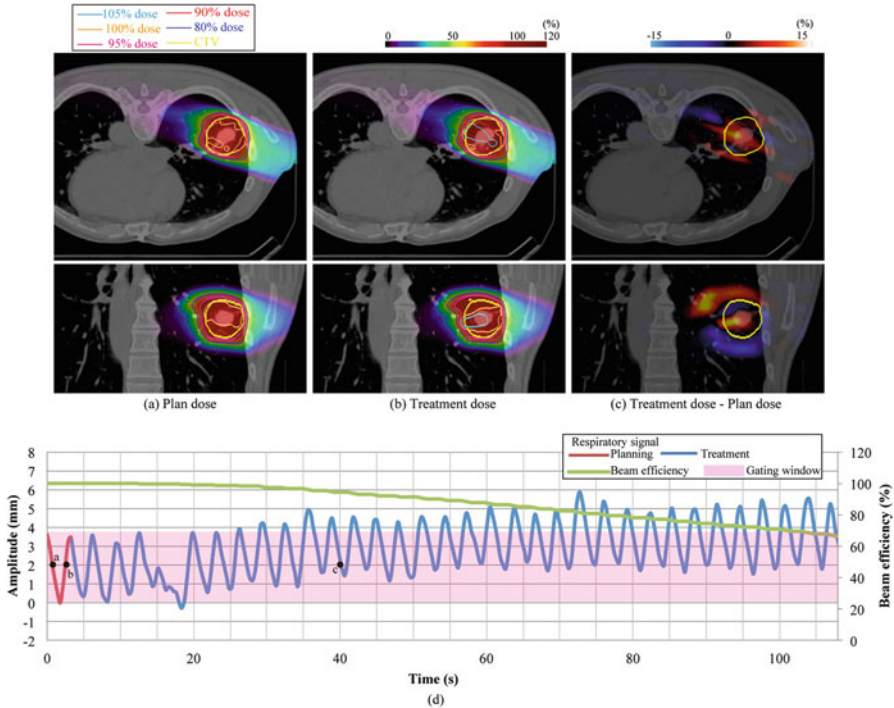 105% dose 90% dose
100% dose 80% dose
95% dose CTV
(%)
0 50 100 120
(%)
-15 0 15
(a) Plan dose
(b) Treatment dose
(c) Treatment dose - Plan dose
Respiratory signal
Planning Treatment
Beam efficiency Gating window
8
7
6
5
4
3
2
1
0
-1
-2
Amplitude (mm)
a
b
c
120
100
80
60
40
20
0
Beam efficiency (%)
0 20 40 60 80 100
Time (s)
(d)